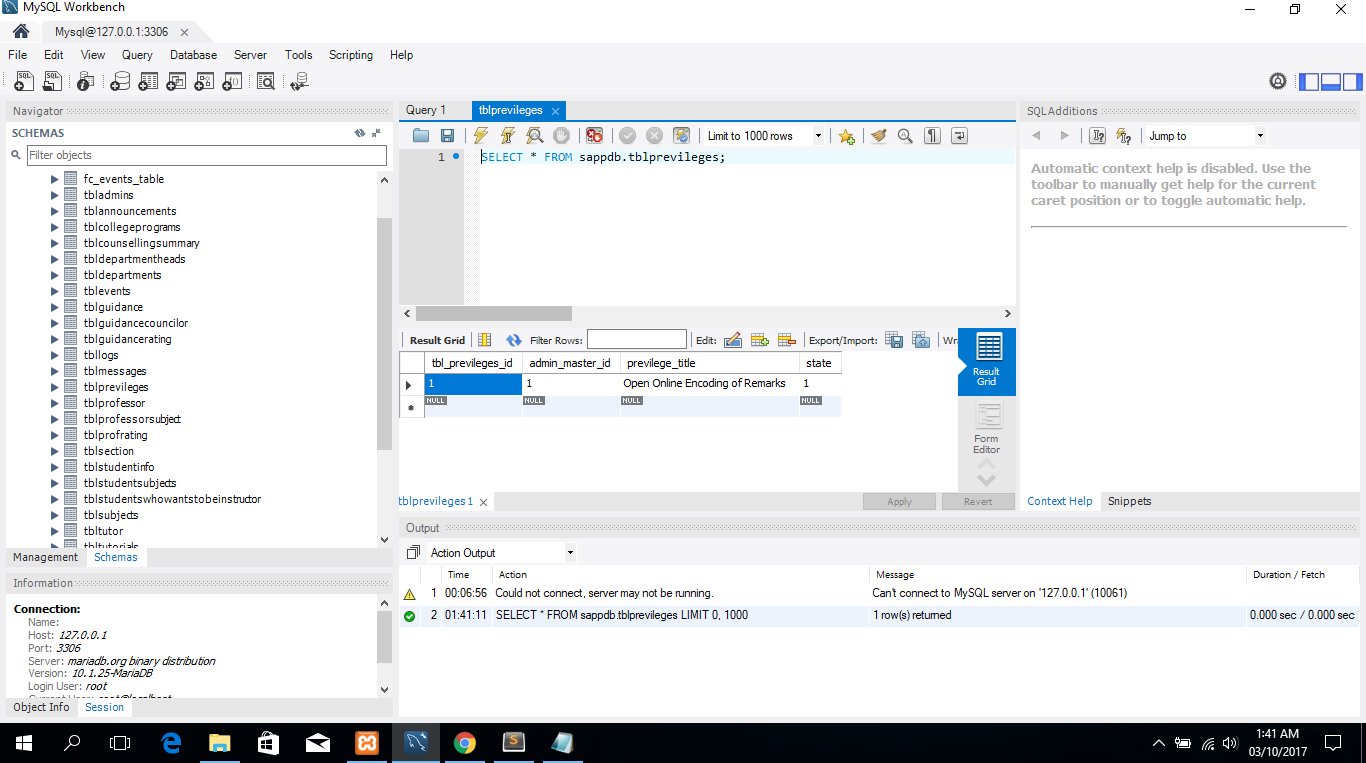 MySQL Workbench
Mysql@127.0.0.1:3306
File Edit View Query Database Server Tools Scripting Help
Navigator
SCHEMAS
Filter objects
fc_events_table
tbladmins
tblannouncements
tblcollegeprograms
tblcounsellingsummary
tbldepartmentheads
tbldepartments
tblevents
tblguidance
tblguidancecouncilor
tblguidancerating
tbllogs
tblmessages
tblprevileges
tblprofessor
tblprofessorsubject
tblprofrating
tblsection
tblstudentinfo
tblstudentsubjects
tblstudentswhowantstobeinstructor
tblsubjects
tbltutor
tbltutorials
Management Schemas
Information
Connection:
Name:
Host: 127.0.0.1
Port: 3306
Server: mariadb.org binary distribution
Version: 10.1.25-MariaDB
Login User: root
Current User: root@localhost
Object Info Session
Query 1 tblprevileges
Limit to 1000 rows
1 SELECT * FROM sappdb.tblprevileges;
Result Grid Filter Rows: Edit: Export/Import: Wr
tbl_previleges_id admin_master_id previlege_title state
1 1 Open Online Encoding of Remarks 1
NULL NULL NULL NULL
Result
Grid
Form
Editor
tblprevileges 1 Apply Revert
SQLAdditions
Jump to
Automatic context help is disabled. Use the
toolbar to manually get help for the current
caret position or to toggle automatic help.
Context Help Snippets
Output
Action Output
Time Action Message Duration / Fetch
1 00:06:56 Could not connect, server may not be running. Can't connect to MySQL server on '127.0.0.1' (10061)
2 01:41:11 SELECT * FROM sappdb.tblprevileges LIMIT 0, 1000 1 row(s) returned 0.000 sec / 0.000 sec
1:41 AM
03/10/2017